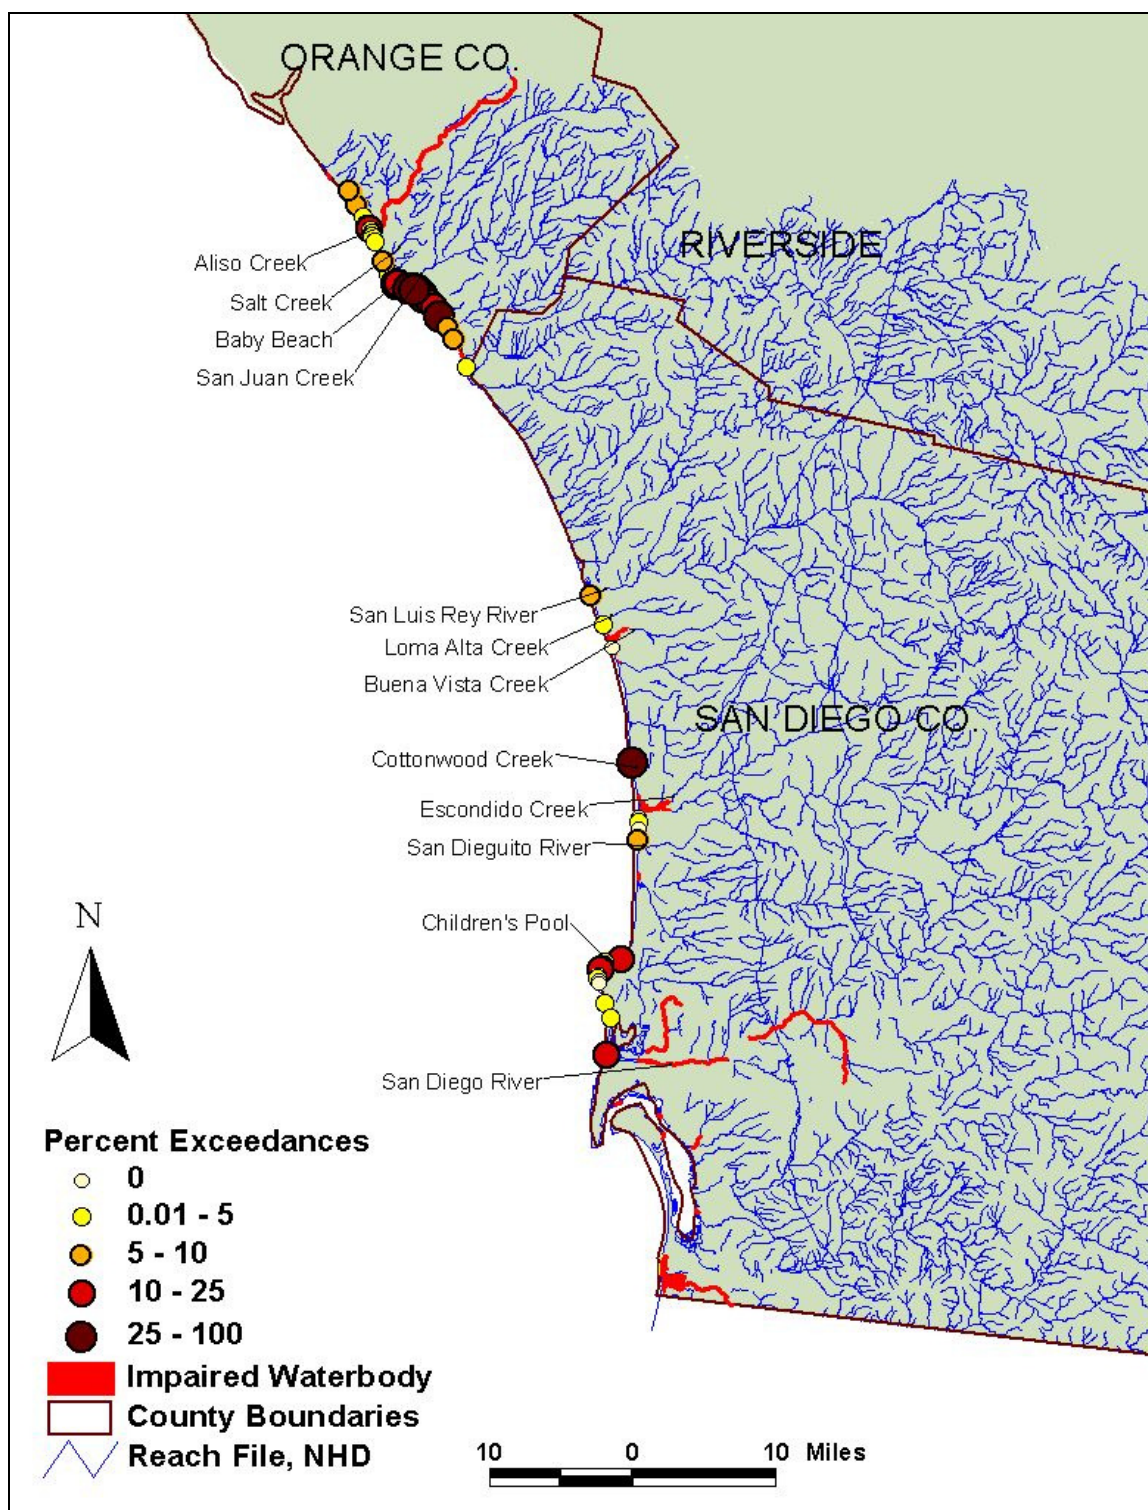 ORANGE CO.
RIVERSIDE
Aliso Creek
Salt Creek
Baby Beach
San Juan Creek
San Luis Rey River
Loma Alta Creek
Buena Vista Creek
SAN DIEGO CO.
Cottonwood Creek
Escondido Creek
San Dieguito River
N
Children's Pool
San Diego River
Percent Exceedances
0
0.01 - 5
5 - 10
10 - 25
25 - 100
Impaired Waterbody
County Boundaries
Reach File, NHD
10 0 10 Miles